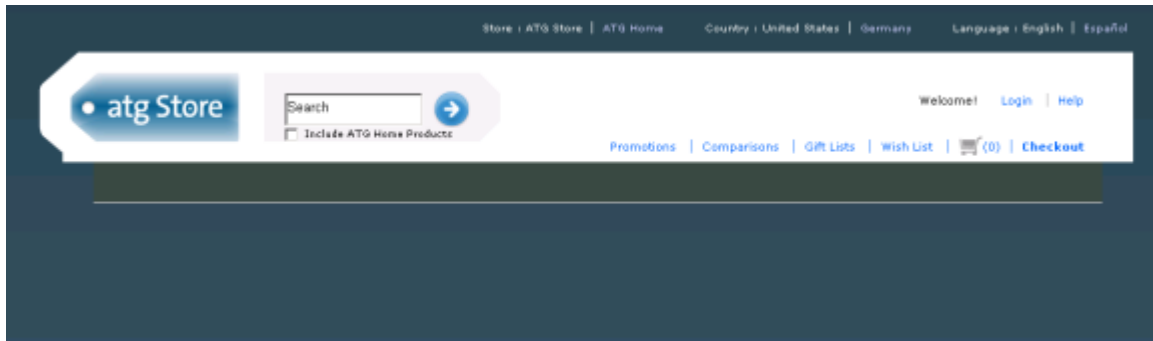 Store : ATG Store | ATG Home Country : United States | Germany Language : English | Español
atg Store
Search
Include ATG Home Products
Welcome! Login | Help
Promotions | Comparisons | Gift Lists | Wish List | (0) | Checkout